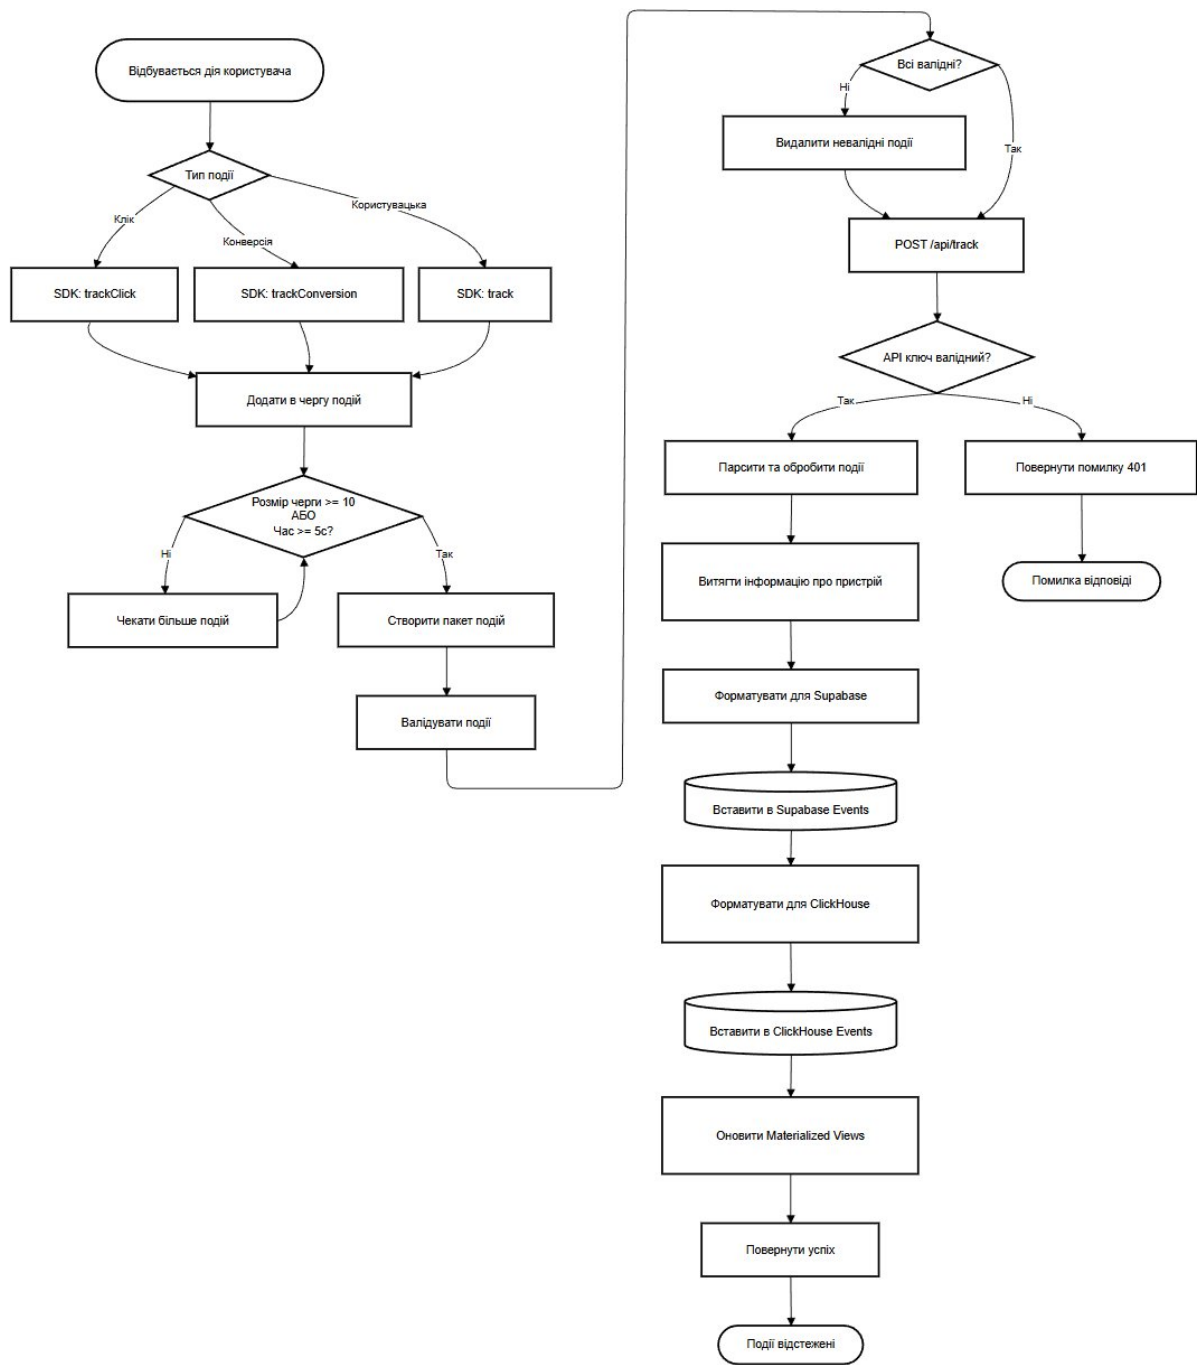 Відбувається дія користувача
Тип події
Клік
Конверсія
Користувацька
SDK: trackClick
SDK: trackConversion
SDK: track
Додати в чергу подій
Розмір черги >= 10
АБО
Час >= 5с?
Ні
Так
Чекати більше подій
Створити пакет подій
Валідувати події
Всі валідні?
Ні
Так
Видалити невалідні події
POST /api/track
API ключ валідний?
Так
Ні
Парсити та обробити події
Повернути помилку 401
Витягти інформацію про пристрій
Помилка відповіді
Форматувати для Supabase
Вставити в Supabase Events
Форматувати для ClickHouse
Вставити в ClickHouse Events
Оновити Materialized Views
Повернути успіх
Події відстежені